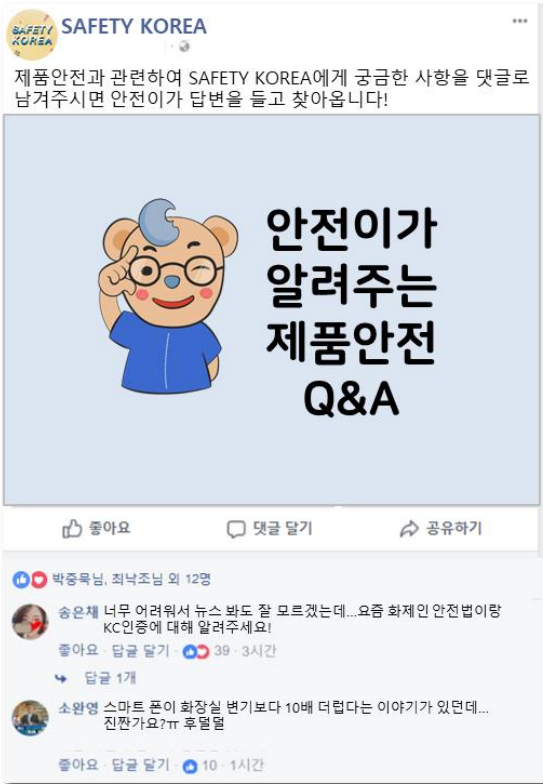 SAFETY KOREA
SAFETY KOREA
제품안전과 관련하여 SAFETY KOREA에게 궁금한 사항을 댓글로
남겨주시면 안전이가 답변을 들고 찾아옵니다!
안전이가
알려주는
제품안전
Q&A
좋아요 댓글 달기 공유하기
박중묵님, 최낙조님 외 12명
송은채 너무 어려워서 뉴스 봐도 잘 모르겠는데...요즘 화제인 안전법이랑
KC인증에 대해 알려주세요!
좋아요 · 답글 달기 · 39 · 3시간
답글 1개
소완영 스마트 폰이 화장실 변기보다 10배 더럽다는 이야기가 있던데...
진짠가요?ㅠ 후덜덜
좋아요 · 답글 달기 · 10 · 1시간